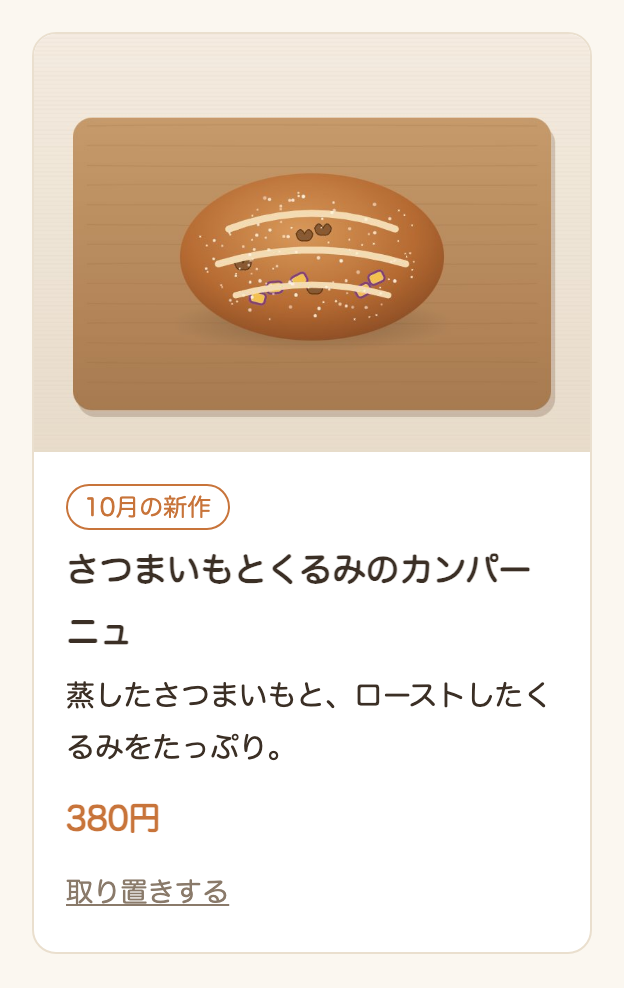 10月の新作
さつまいもとくるみのカンパー
ニュ
蒸したさつまいもと、ローストしたく
るみをたっぷり。
380円
取り置きする